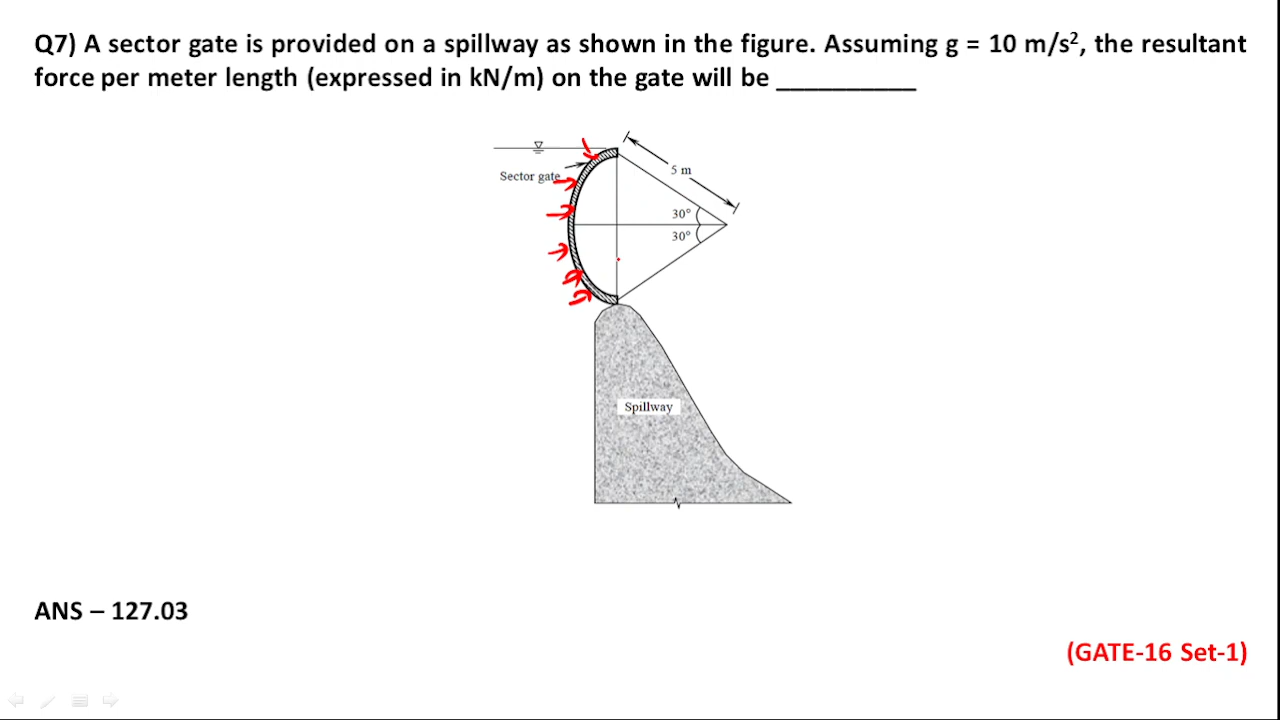 Q7) A sector gate is provided on a spillway as shown in the figure. Assuming g = 10 m/s², the resultant
force per meter length (expressed in kN/m) on the gate will be __________
5 m
Sector gate
30°
30°
Spillway
ANS – 127.03
(GATE-16 Set-1)